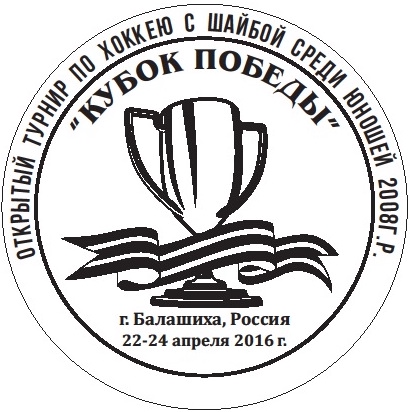 ОТКРЫТЫЙ ТУРНИР ПО ХОККЕЮ С ШАЙБОЙ СРЕДИ ЮНОШЕЙ 2008Г.Р.
"КУБОК ПОБЕДЫ"
г. Балашиха, Россия
22-24 апреля 2016 г.